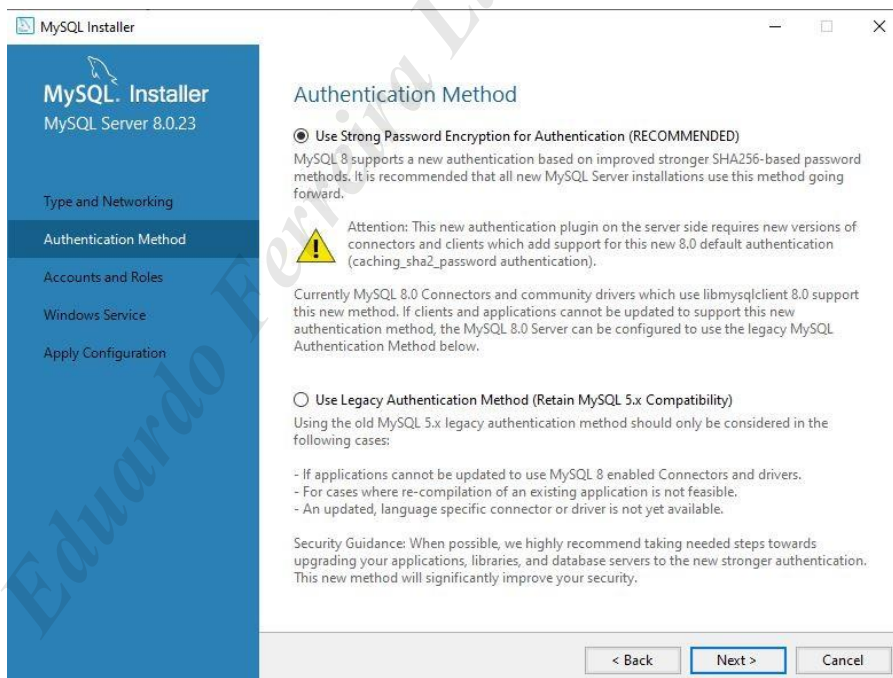 MySQL Installer
MySQL. Installer
MySQL Server 8.0.23
Type and Networking
Authentication Method
Accounts and Roles
Windows Service
Apply Configuration
Authentication Method
Use Strong Password Encryption for Authentication (RECOMMENDED)
MySQL 8 supports a new authentication based on improved stronger SHA256-based password
methods. It is recommended that all new MySQL Server installations use this method going
forward.
Attention: This new authentication plugin on the server side requires new versions of
connectors and clients which add support for this new 8.0 default authentication
(caching_sha2_password authentication).
Currently MySQL 8.0 Connectors and community drivers which use libmysqlclient 8.0 support
this new method. If clients and applications cannot be updated to support this new
authentication method, the MySQL 8.0 Server can be configured to use the legacy MySQL
Authentication Method below.
Use Legacy Authentication Method (Retain MySQL 5.x Compatibility)
Using the old MySQL 5.x legacy authentication method should only be considered in the
following cases:
- If applications cannot be updated to use MySQL 8 enabled Connectors and drivers.
- For cases where re-compilation of an existing application is not feasible.
- An updated, language specific connector or driver is not yet available.
Security Guidance: When possible, we highly recommend taking needed steps towards
upgrading your applications, libraries, and database servers to the new stronger authentication.
This new method will significantly improve your security.
< Back
Next >
Cancel
Eduardo Ferreira